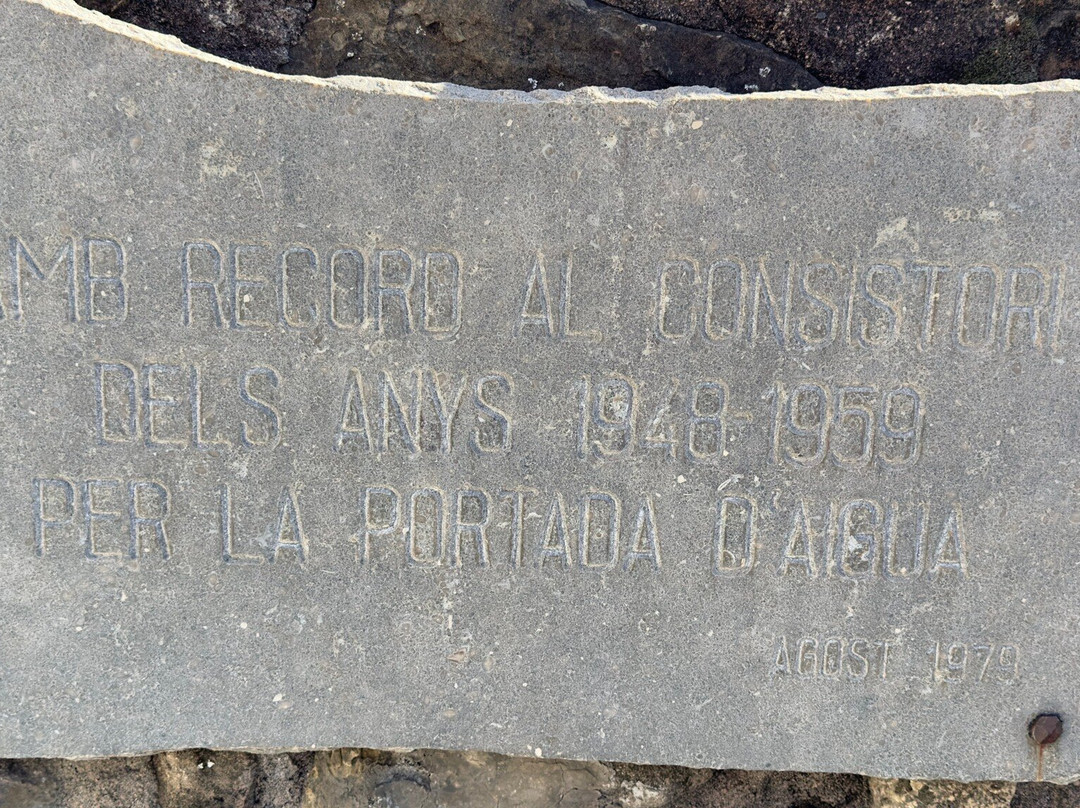 AMB RECORD AL CONSISTORI
DELS ANYS 1948-1959
PER LA PORTADA D'AIGUA
AGOST 1979